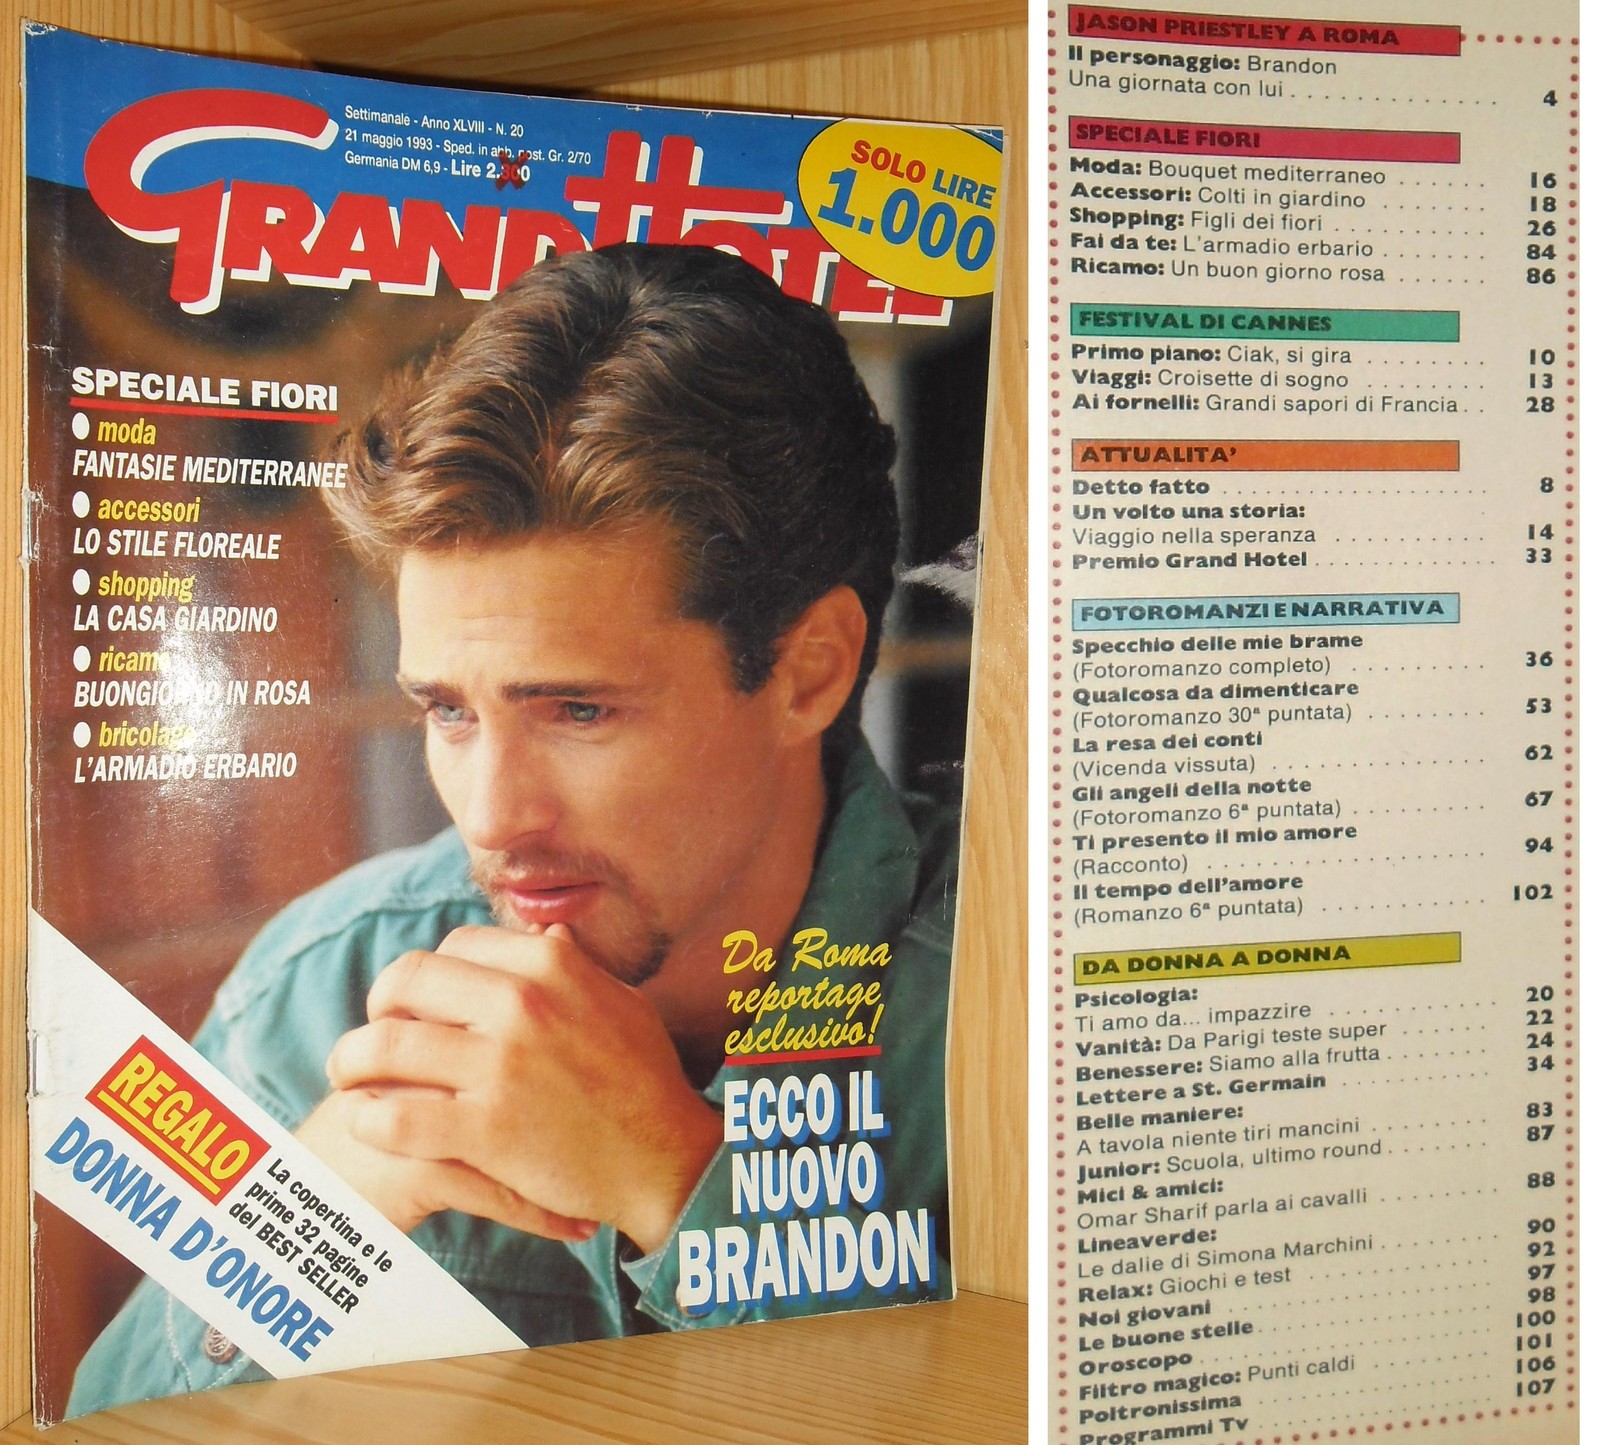 Settimanale - Anno XLVIII - N. 20
21 maggio 1993 - Sped. in abb. post. Gr. 2/70
Germania DM 6,9 - Lire 2.800
GRAND HOTEL
SOLO LIRE
1.000
SPECIALE FIORI
moda
FANTASIE MEDITERRANEE
accessori
LO STILE FLOREALE
shopping
LA CASA GIARDINO
ricamo
BUONGIORNO IN ROSA
bricolage
L'ARMADIO ERBARIO
Da Roma
reportage
esclusivo!
ECCO IL
NUOVO
BRANDON
REGALO
La copertina e le
prime 32 pagine
del BEST SELLER
DONNA D'ONORE
JASON PRIESTLEY A ROMA
Il personaggio: Brandon
Una giornata con lui . . . . . . . . . . . . . 4
SPECIALE FIORI
Moda: Bouquet mediterraneo . . . . . . 16
Accessori: Colti in giardino . . . . . . . 18
Shopping: Figli dei fiori . . . . . . . . . . 26
Fai da te: L'armadio erbario . . . . . . . 84
Ricamo: Un buon giorno rosa . . . . . . 86
FESTIVAL DI CANNES
Primo piano: Ciak, si gira . . . . . . . . 10
Viaggi: Croisette di sogno . . . . . . . . 13
Ai fornelli: Grandi sapori di Francia . . 28
ATTUALITA'
Detto fatto . . . . . . . . . . . . . . . . . 8
Un volto una storia:
Viaggio nella speranza . . . . . . . . . . 14
Premio Grand Hotel . . . . . . . . . . . . 33
FOTOROMANZI E NARRATIVA
Specchio delle mie brame
(Fotoromanzo completo) . . . . . . . . . 36
Qualcosa da dimenticare
(Fotoromanzo 30ª puntata) . . . . . . . . 53
La resa dei conti
(Vicenda vissuta) . . . . . . . . . . . . . . 62
Gli angeli della notte
(Fotoromanzo 6ª puntata) . . . . . . . . . 67
Ti presento il mio amore
(Racconto) . . . . . . . . . . . . . . . . . . 94
Il tempo dell'amore
(Romanzo 6ª puntata) . . . . . . . . . . . 102
DA DONNA A DONNA
Psicologia:
Ti amo da... impazzire . . . . . . . . . . 20
Vanità: Da Parigi teste super . . . . . . 22
Benessere: Siamo alla frutta . . . . . . . 24
Lettere a St. Germain . . . . . . . . . . 34
Belle maniere:
A tavola niente tiri mancini . . . . . . . . 83
Junior: Scuola, ultimo round . . . . . . . 87
Mici & amici:
Omar Sharif parla ai cavalli . . . . . . . . 88
Lineaverde:
Le dalie di Simona Marchini . . . . . . . . 90
Relax: Giochi e test . . . . . . . . . . . . 92
Noi giovani . . . . . . . . . . . . . . . . . 97
Le buone stelle . . . . . . . . . . . . . . . 98
Oroscopo . . . . . . . . . . . . . . . . . . 100
Filtro magico: Punti caldi . . . . . . . . 101
Poltronissima . . . . . . . . . . . . . . . . 106
Programmi Tv . . . . . . . . . . . . . . . 107